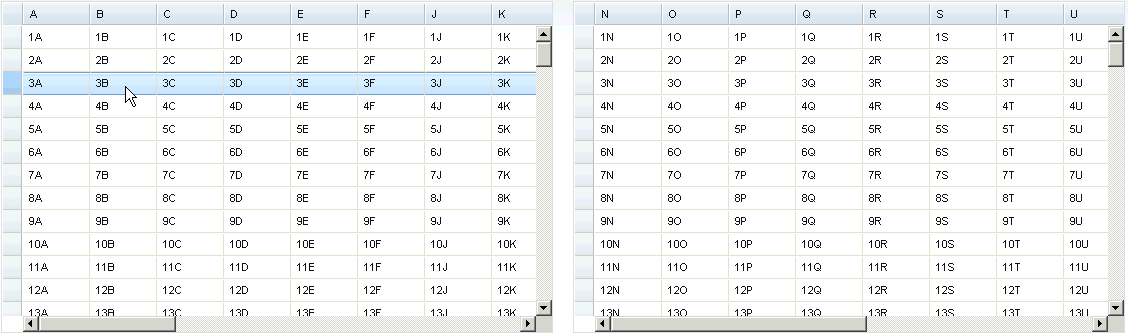 A B C D E F J K
1A 1B 1C 1D 1E 1F 1J 1K
2A 2B 2C 2D 2E 2F 2J 2K
3A 3B 3C 3D 3E 3F 3J 3K
4A 4B 4C 4D 4E 4F 4J 4K
5A 5B 5C 5D 5E 5F 5J 5K
6A 6B 6C 6D 6E 6F 6J 6K
7A 7B 7C 7D 7E 7F 7J 7K
8A 8B 8C 8D 8E 8F 8J 8K
9A 9B 9C 9D 9E 9F 9J 9K
10A 10B 10C 10D 10E 10F 10J 10K
11A 11B 11C 11D 11E 11F 11J 11K
12A 12B 12C 12D 12E 12F 12J 12K
13A 13B 13C 13D 13E 13F 13J 13K
N O P Q R S T U
1N 1O 1P 1Q 1R 1S 1T 1U
2N 2O 2P 2Q 2R 2S 2T 2U
3N 3O 3P 3Q 3R 3S 3T 3U
4N 4O 4P 4Q 4R 4S 4T 4U
5N 5O 5P 5Q 5R 5S 5T 5U
6N 6O 6P 6Q 6R 6S 6T 6U
7N 7O 7P 7Q 7R 7S 7T 7U
8N 8O 8P 8Q 8R 8S 8T 8U
9N 9O 9P 9Q 9R 9S 9T 9U
10N 10O 10P 10Q 10R 10S 10T 10U
11N 11O 11P 11Q 11R 11S 11T 11U
12N 12O 12P 12Q 12R 12S 12T 12U
13N 13O 13P 13Q 13R 13S 13T 13U